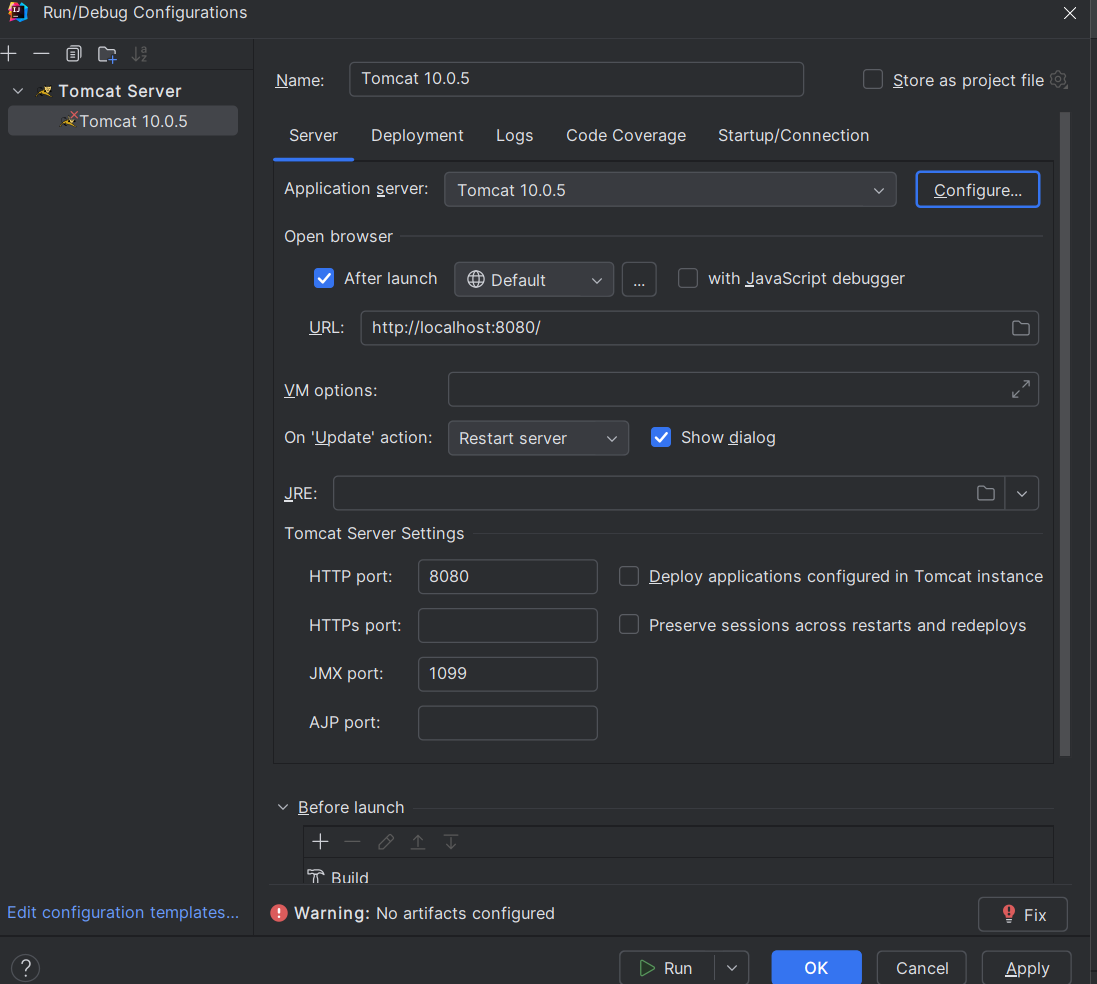 Run/Debug Configurations
Tomcat Server
Tomcat 10.0.5
Edit configuration templates...
Name: Tomcat 10.0.5 Store as project file
Server Deployment Logs Code Coverage Startup/Connection
Application server: Tomcat 10.0.5 Configure...
Open browser
After launch Default ... with JavaScript debugger
URL: http://localhost:8080/
VM options:
On 'Update' action: Restart server Show dialog
JRE:
Tomcat Server Settings
HTTP port: 8080 Deploy applications configured in Tomcat instance
HTTPs port: Preserve sessions across restarts and redeploys
JMX port: 1099
AJP port:
Before launch
Build
Warning: No artifacts configured Fix
? Run OK Cancel Apply